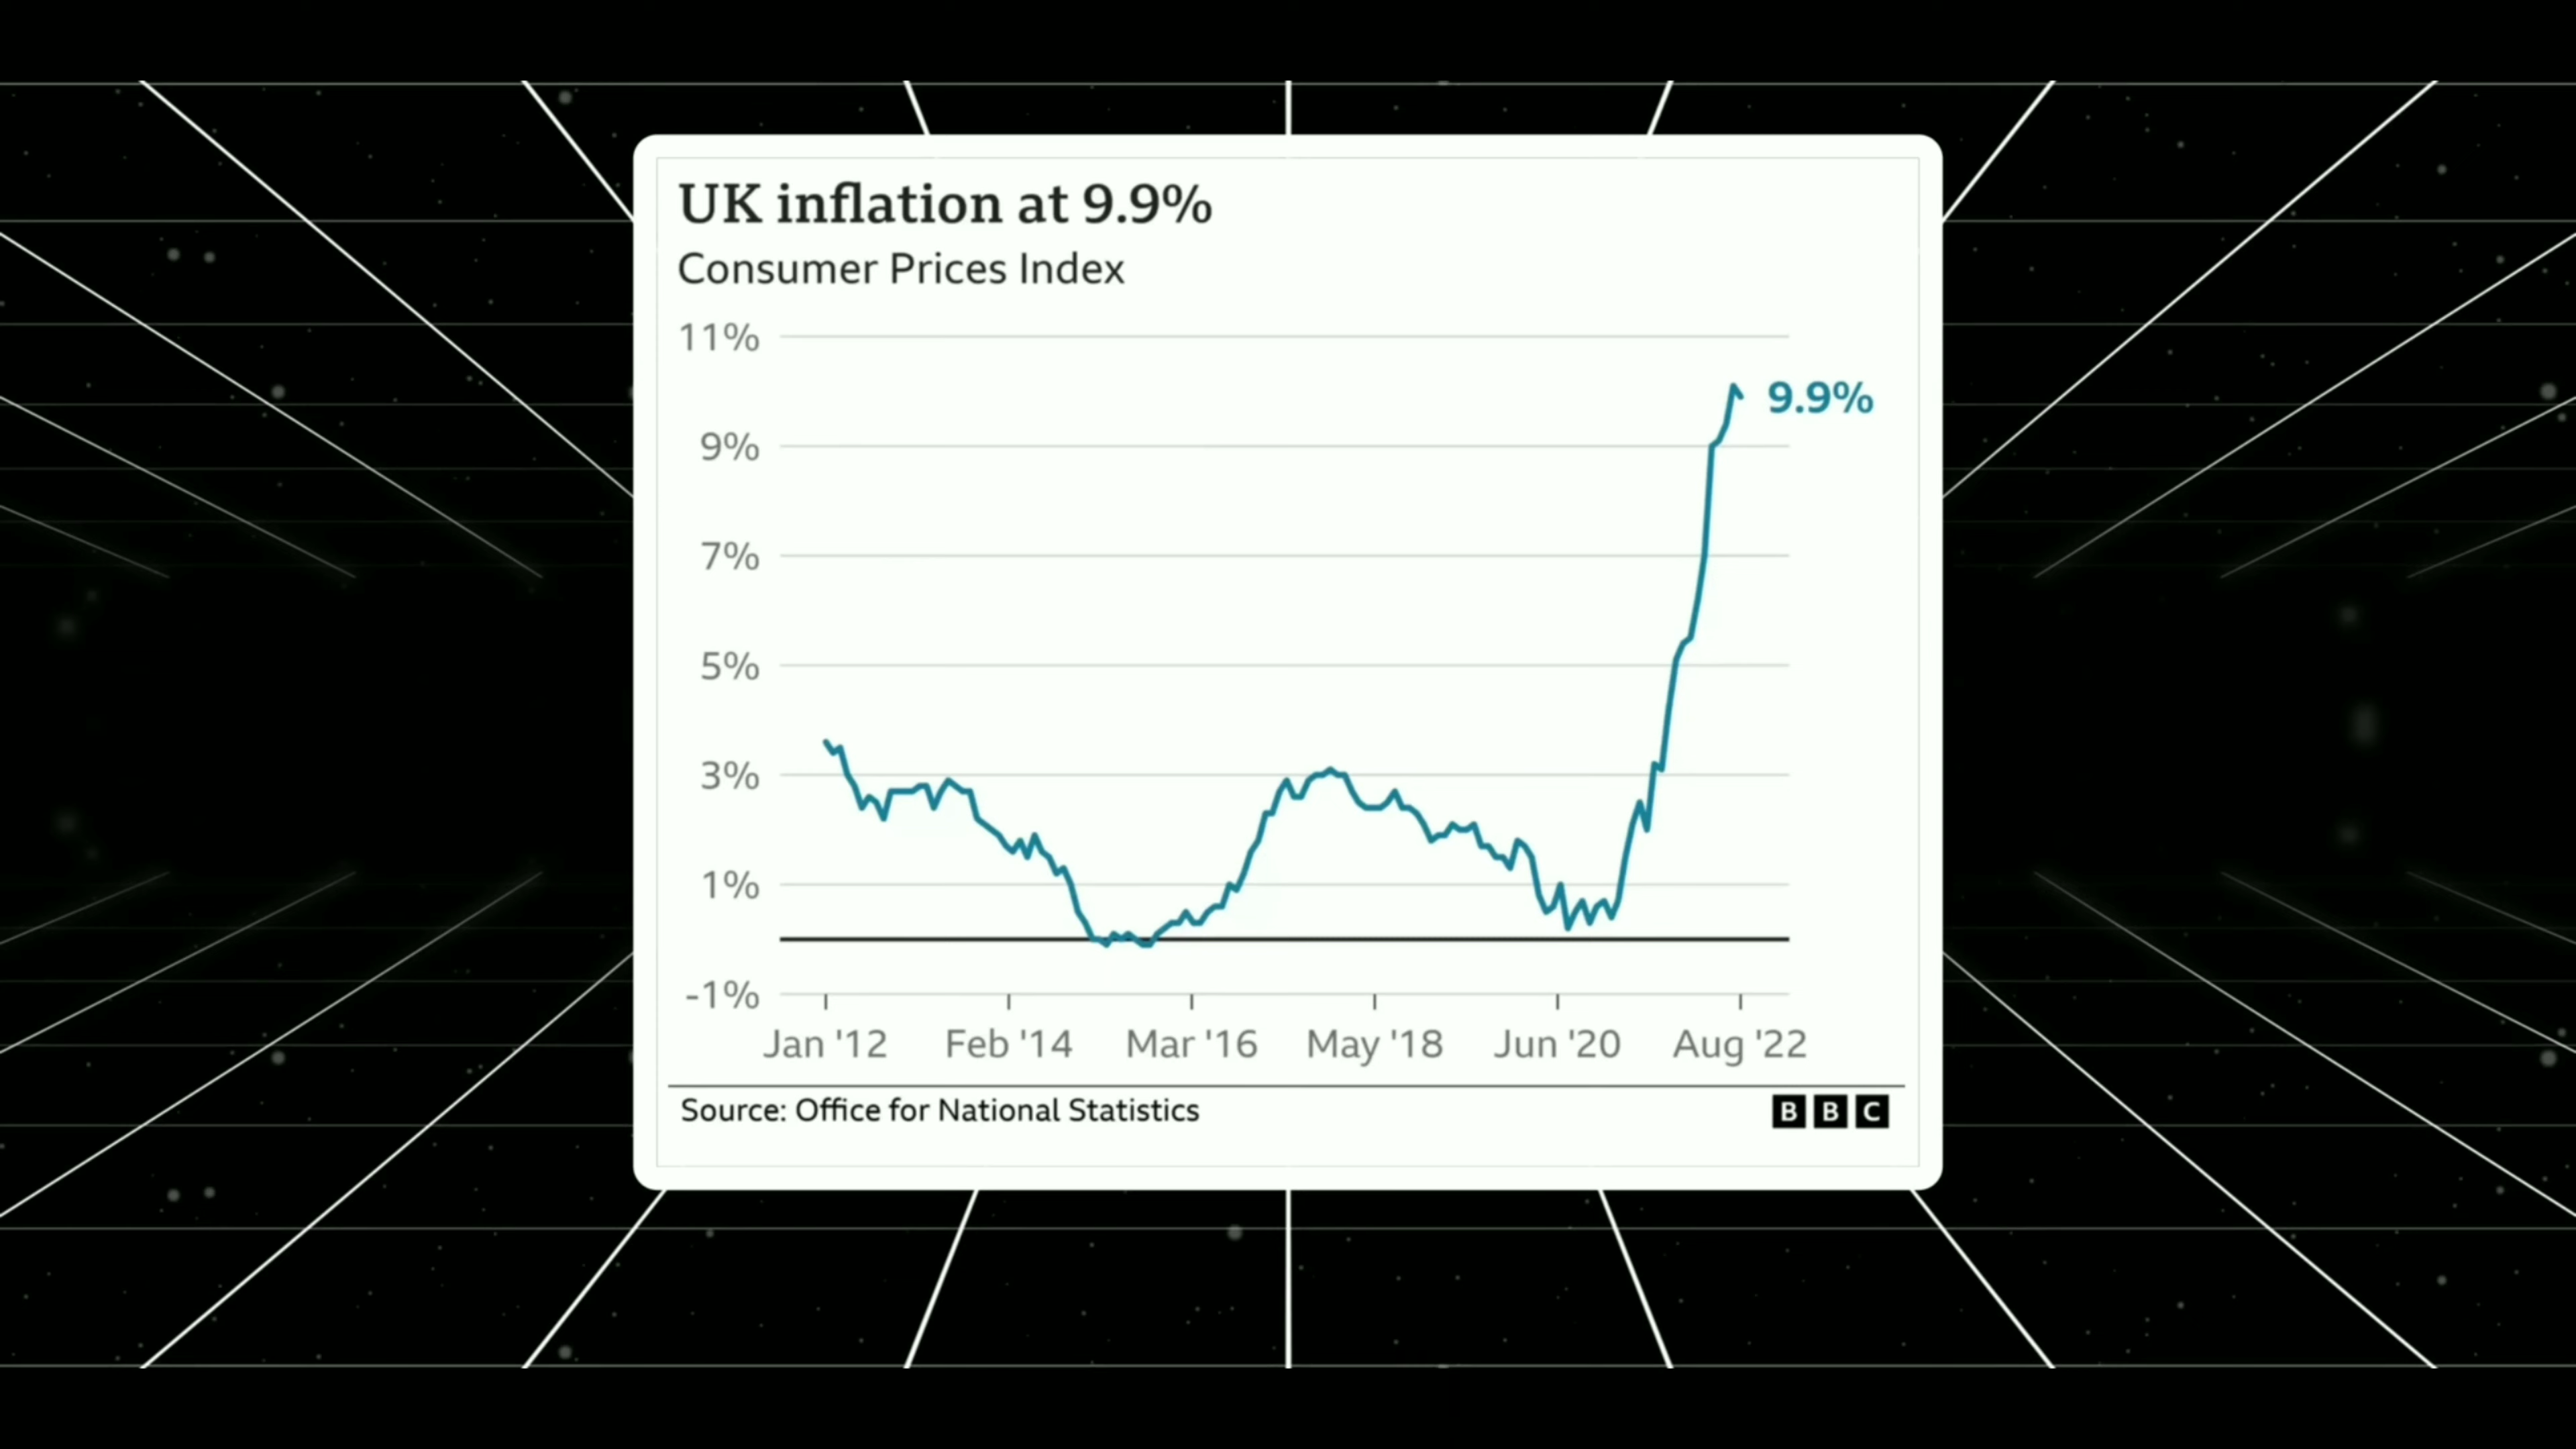 UK inflation at 9.9%
Consumer Prices Index
11%
9.9%
9%
7%
5%
3%
1%
-1%
Jan '12 Feb '14 Mar '16 May '18 Jun '20 Aug '22
Source: Office for National Statistics
BBC